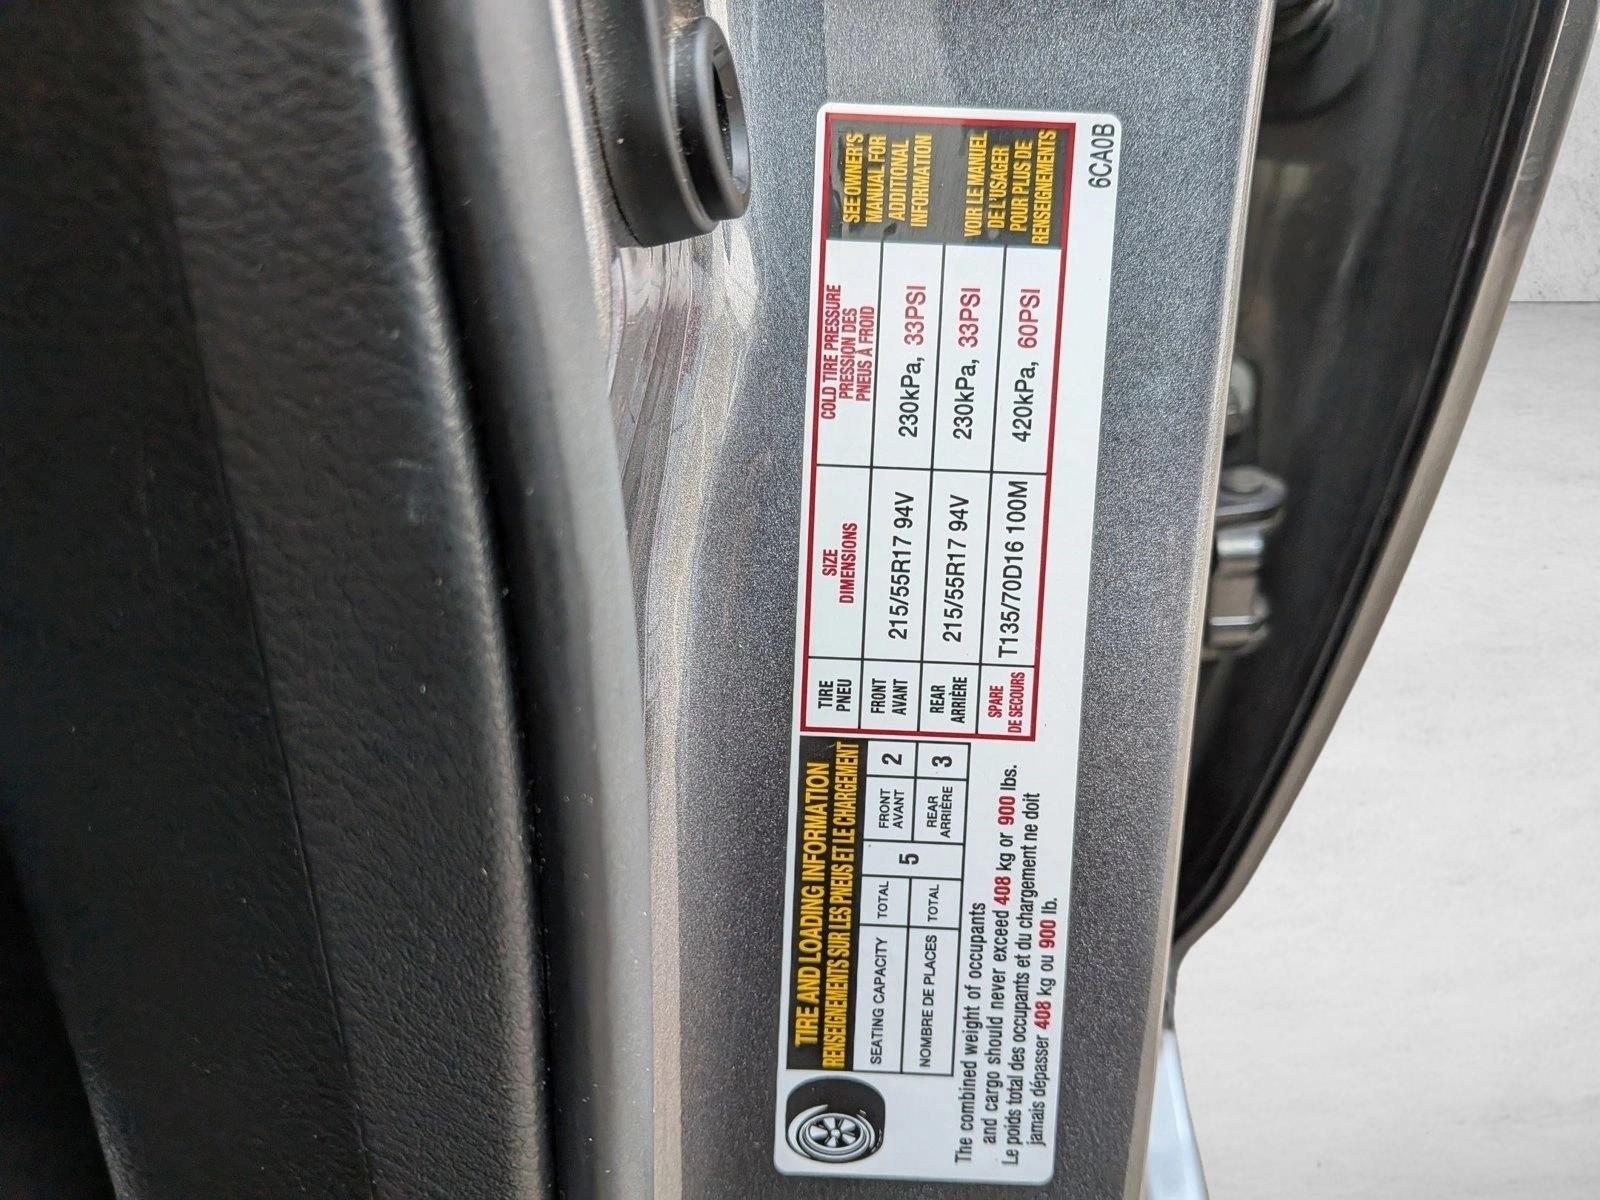 TIRE AND LOADING INFORMATION
RENSEIGNEMENTS SUR LES PNEUS ET LE CHARGEMENT
SEATING CAPACITY TOTAL 5 FRONT AVANT 2
NOMBRE DE PLACES TOTAL REAR ARRIÈRE 3
The combined weight of occupants
and cargo should never exceed 408 kg or 900 lbs.
Le poids total des occupants et du chargement ne doit
jamais dépasser 408 kg ou 900 lb.
TIRE PNEU
SIZE DIMENSIONS
COLD TIRE PRESSURE
PRESSION DES
PNEUS À FROID
FRONT AVANT 215/55R17 94V 230kPa, 33PSI
REAR ARRIÈRE 215/55R17 94V 230kPa, 33PSI
SPARE DE SECOURS T135/70D16 100M 420kPa, 60PSI
SEE OWNER'S
MANUAL FOR
ADDITIONAL
INFORMATION
VOIR LE MANUEL
DE L'USAGER
POUR PLUS DE
RENSEIGNEMENTS
6CA0B